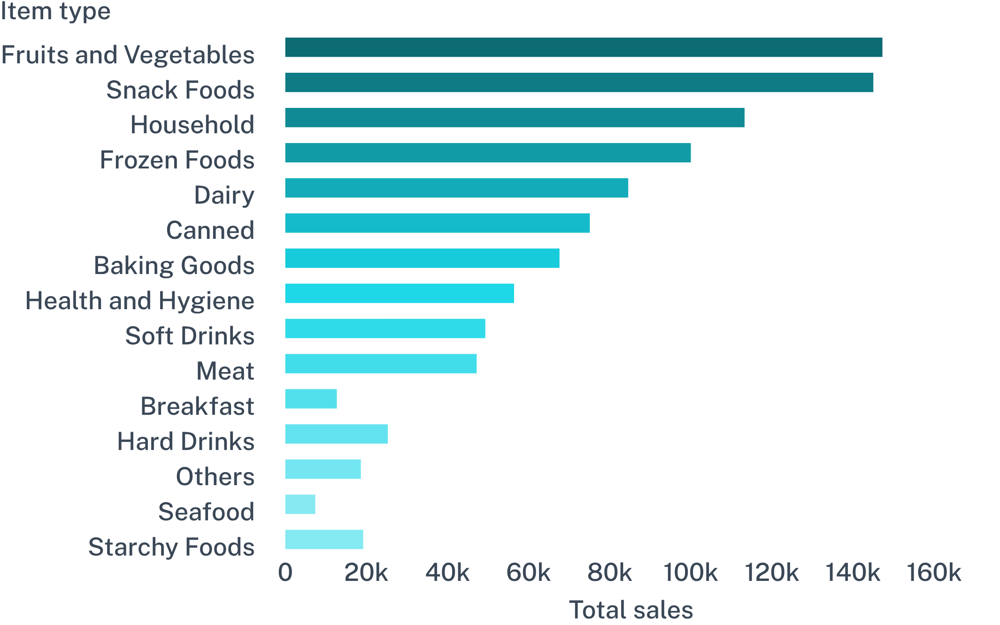 Item type
Fruits and Vegetables
Snack Foods
Household
Frozen Foods
Dairy
Canned
Baking Goods
Health and Hygiene
Soft Drinks
Meat
Breakfast
Hard Drinks
Others
Seafood
Starchy Foods
0 20k 40k 60k 80k 100k 120k 140k 160k
Total sales